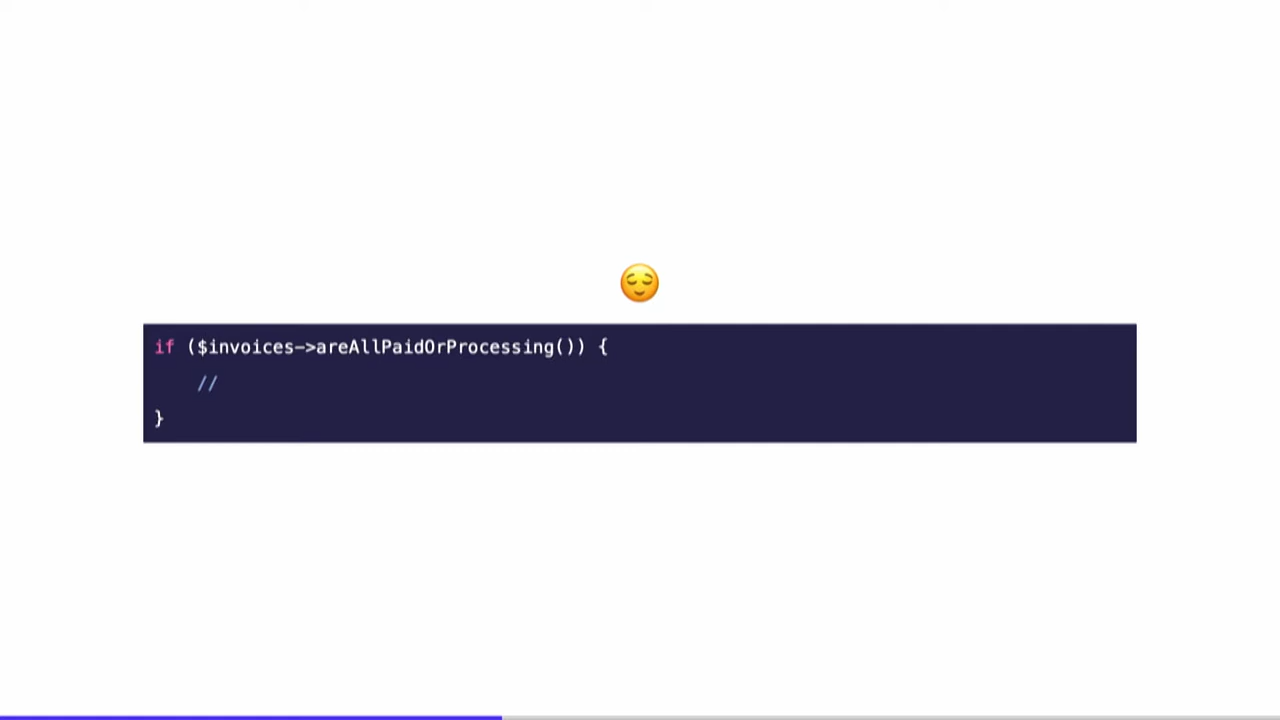 if ($invoices->areAllPaidOrProcessing()) {
    //
}